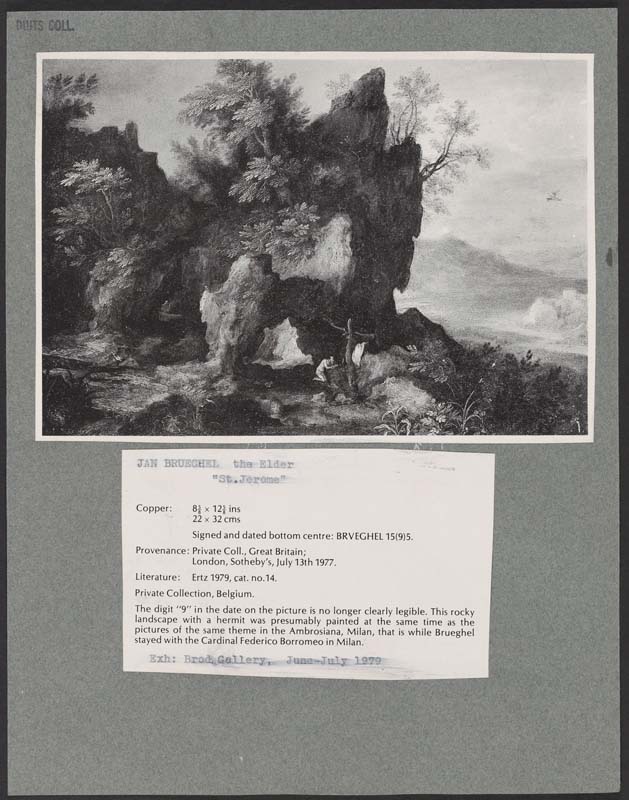 DUITS COLL.
JAN BRUEGHEL the Elder
"St.Jerome"
Copper: 8¾ × 12¾ ins
22 × 32 cms
Signed and dated bottom centre: BRVEGHEL 15(9)5.
Provenance: Private Coll., Great Britain;
London, Sotheby's, July 13th 1977.
Literature: Ertz 1979, cat. no.14.
Private Collection, Belgium.
The digit "9" in the date on the picture is no longer clearly legible. This rocky
landscape with a hermit was presumably painted at the same time as the
pictures of the same theme in the Ambrosiana, Milan, that is while Brueghel
stayed with the Cardinal Federico Borromeo in Milan.
Exh: Brod Gallery, June-July 1979